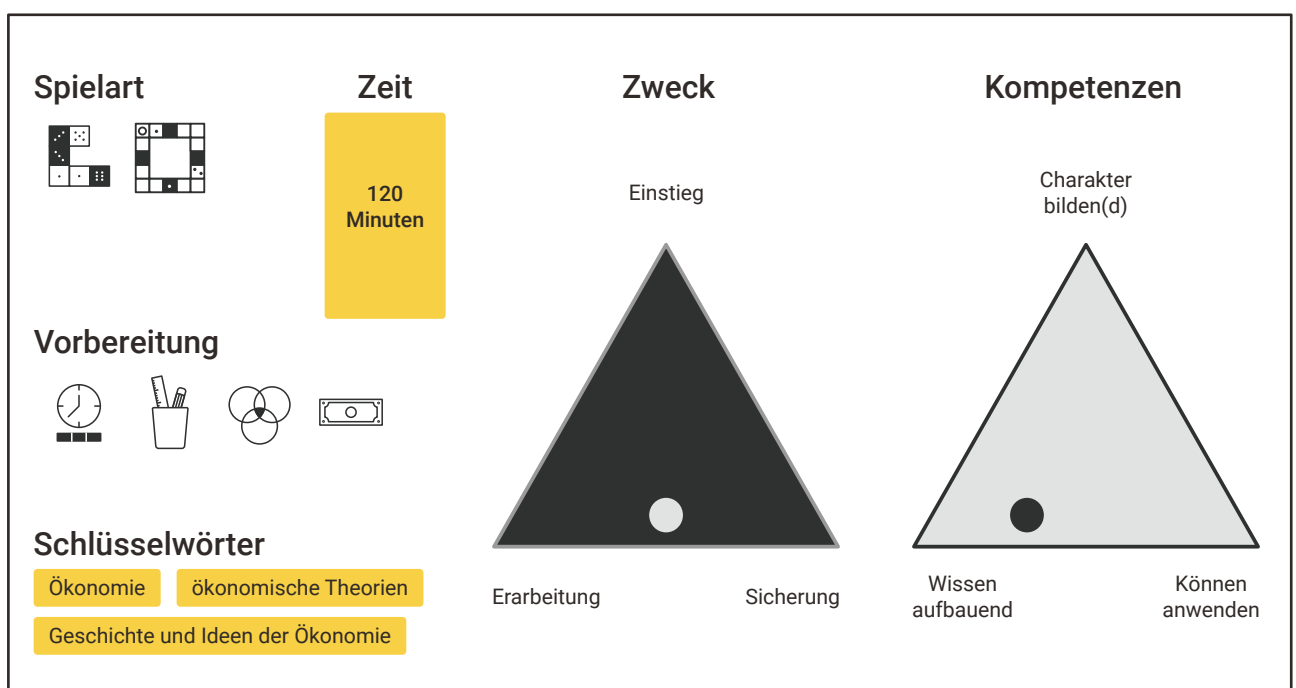 Spielart
Zeit
Zweck
Kompetenzen
120
Minuten
Einstieg
Charakter
bilden(d)
Vorbereitung
Schlüsselwörter
Ökonomie
ökonomische Theorien
Geschichte und Ideen der Ökonomie
Erarbeitung
Sicherung
Wissen
aufbauend
Können
anwenden